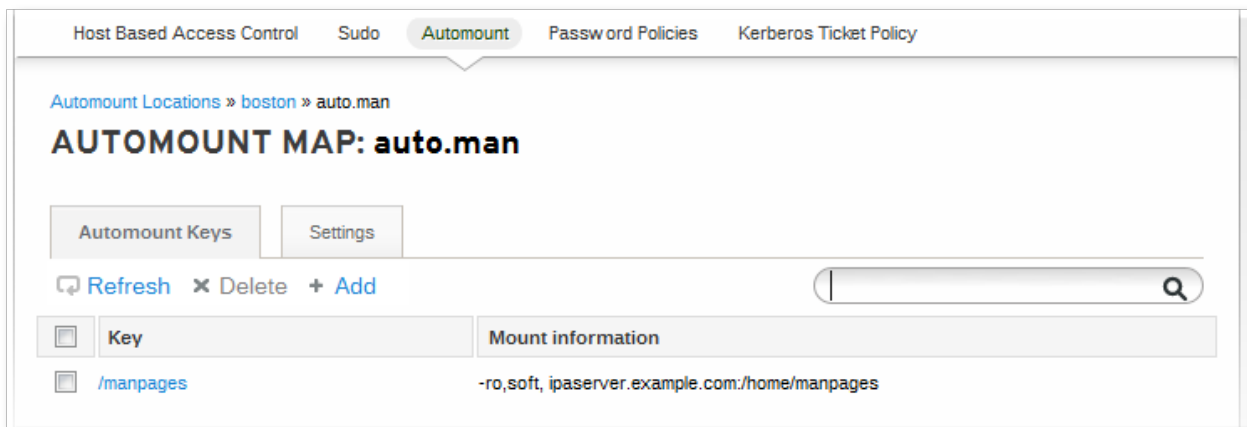 Host Based Access Control Sudo Automount Password Policies Kerberos Ticket Policy
Automount Locations » boston » auto.man
AUTOMOUNT MAP: auto.man
Automount Keys Settings
Refresh Delete + Add
Key Mount information
/manpages -ro,soft, ipaserver.example.com:/home/manpages